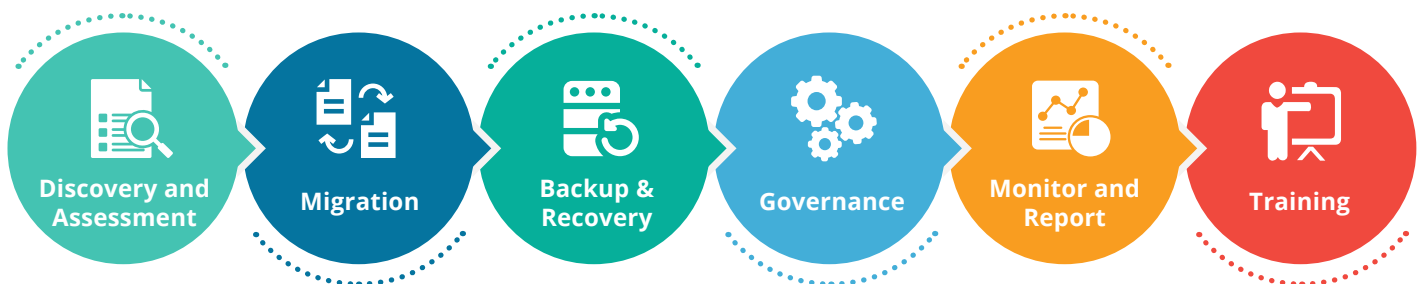 Discovery and
Assessment
Migration
Backup &
Recovery
Governance
Monitor and
Report
Training